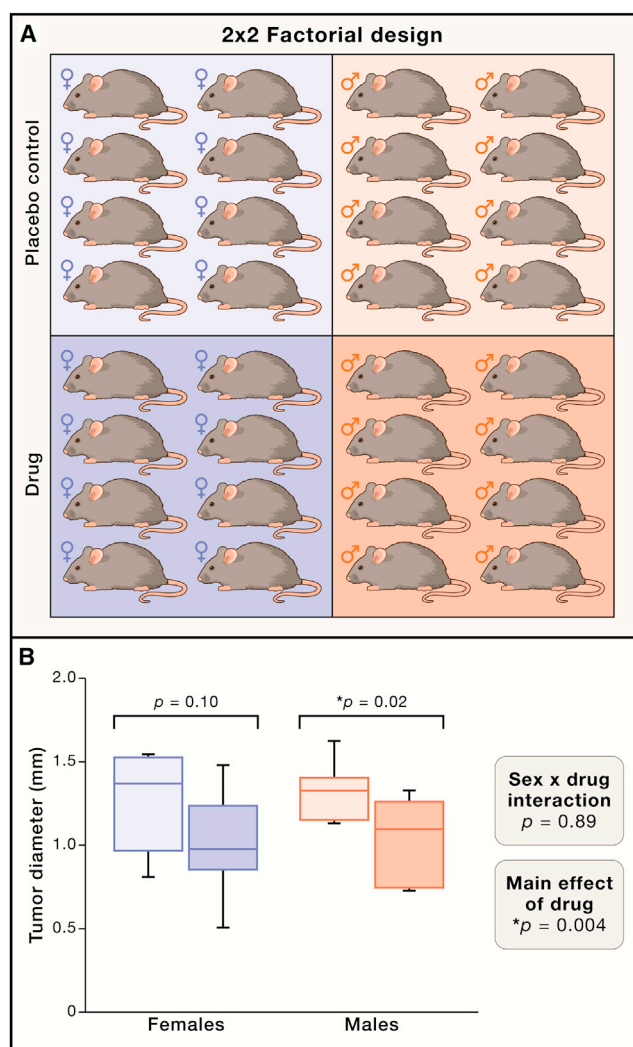 A
2x2 Factorial design
♀ ♀ ♂ ♂
♀ ♀ ♂ ♂
♀ ♀ ♂ ♂
♀ ♀ ♂ ♂
Placebo control
♀ ♀ ♂ ♂
♀ ♀ ♂ ♂
♀ ♀ ♂ ♂
♀ ♀ ♂ ♂
Drug
B
Tumor diameter (mm)
2.0
1.5
1.0
0.5
0
p = 0.10
*p = 0.02
Females
Males
Sex x drug
interaction
p = 0.89
Main effect
of drug
*p = 0.004